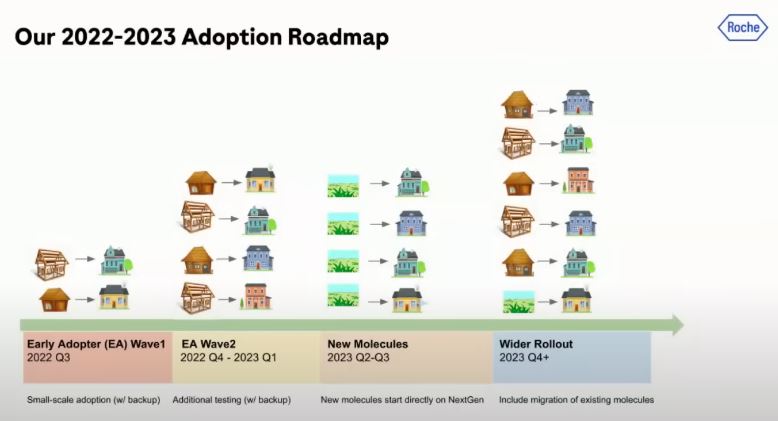 Our 2022-2023 Adoption Roadmap
Roche
Early Adopter (EA) Wave1
2022 Q3
EA Wave2
2022 Q4 - 2023 Q1
New Molecules
2023 Q2-Q3
Wider Rollout
2023 Q4+
Small-scale adoption (w/ backup)
Additional testing (w/ backup)
New molecules start directly on NextGen
Include migration of existing molecules